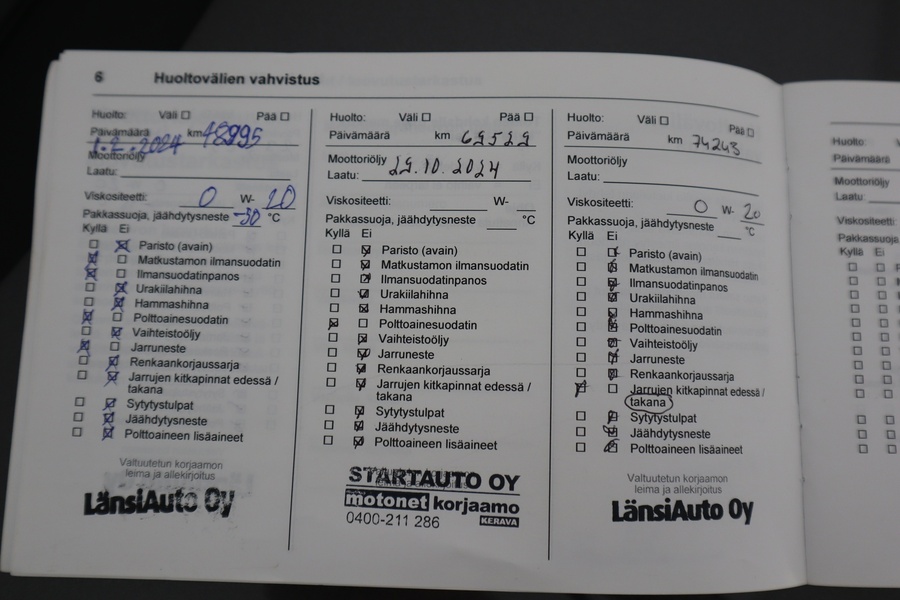 6 Huoltovälien vahvistus
Huolto: Väli Pää
Päivämäärä km 48995
1.2.2024
Moottoriöljy
Laatu:
Viskositeetti: 0 W- 20
Pakkassuoja, jäähdytysneste -30 °C
Kyllä Ei
Paristo (avain)
Matkustamon ilmansuodatin
Ilmansuodatinpanos
Urakiilahihna
Hammashihna
Polttoainesuodatin
Vaihteistoöljy
Jarruneste
Renkaankorjaussarja
Jarrujen kitkapinnat edessä /
takana
Sytytystulpat
Jäähdytysneste
Polttoaineen lisäaineet
Valtuutetun korjaamon
leima ja allekirjoitus
LänsiAuto Oy
Huolto: Väli Pää
Päivämäärä km 69529
Moottoriöljy
Laatu: 29.10.2024
Viskositeetti: W-
Pakkassuoja, jäähdytysneste °C
Kyllä Ei
Paristo (avain)
Matkustamon ilmansuodatin
Ilmansuodatinpanos
Urakiilahihna
Hammashihna
Polttoainesuodatin
Vaihteistoöljy
Jarruneste
Renkaankorjaussarja
Jarrujen kitkapinnat edessä /
takana
Sytytystulpat
Jäähdytysneste
Polttoaineen lisäaineet
STARTAUTO OY
motonet korjaamo
0400-211 286 KERAVA
Huolto: Väli Pää
Päivämäärä km 74243
Moottoriöljy
Laatu:
Viskositeetti: 0 W- 20
Pakkassuoja, jäähdytysneste °C
Kyllä Ei
Paristo (avain)
Matkustamon ilmansuodatin
Ilmansuodatinpanos
Urakiilahihna
Hammashihna
Polttoainesuodatin
Vaihteistoöljy
Jarruneste
Renkaankorjaussarja
Jarrujen kitkapinnat edessä /
takana
Sytytystulpat
Jäähdytysneste
Polttoaineen lisäaineet
Valtuutetun korjaamon
leima ja allekirjoitus
LänsiAuto Oy
Huolto:
Päivämäärä
Moottoriöljy
Laatu:
Viskositeetti:
Pakkassuoja
Kyllä Ei